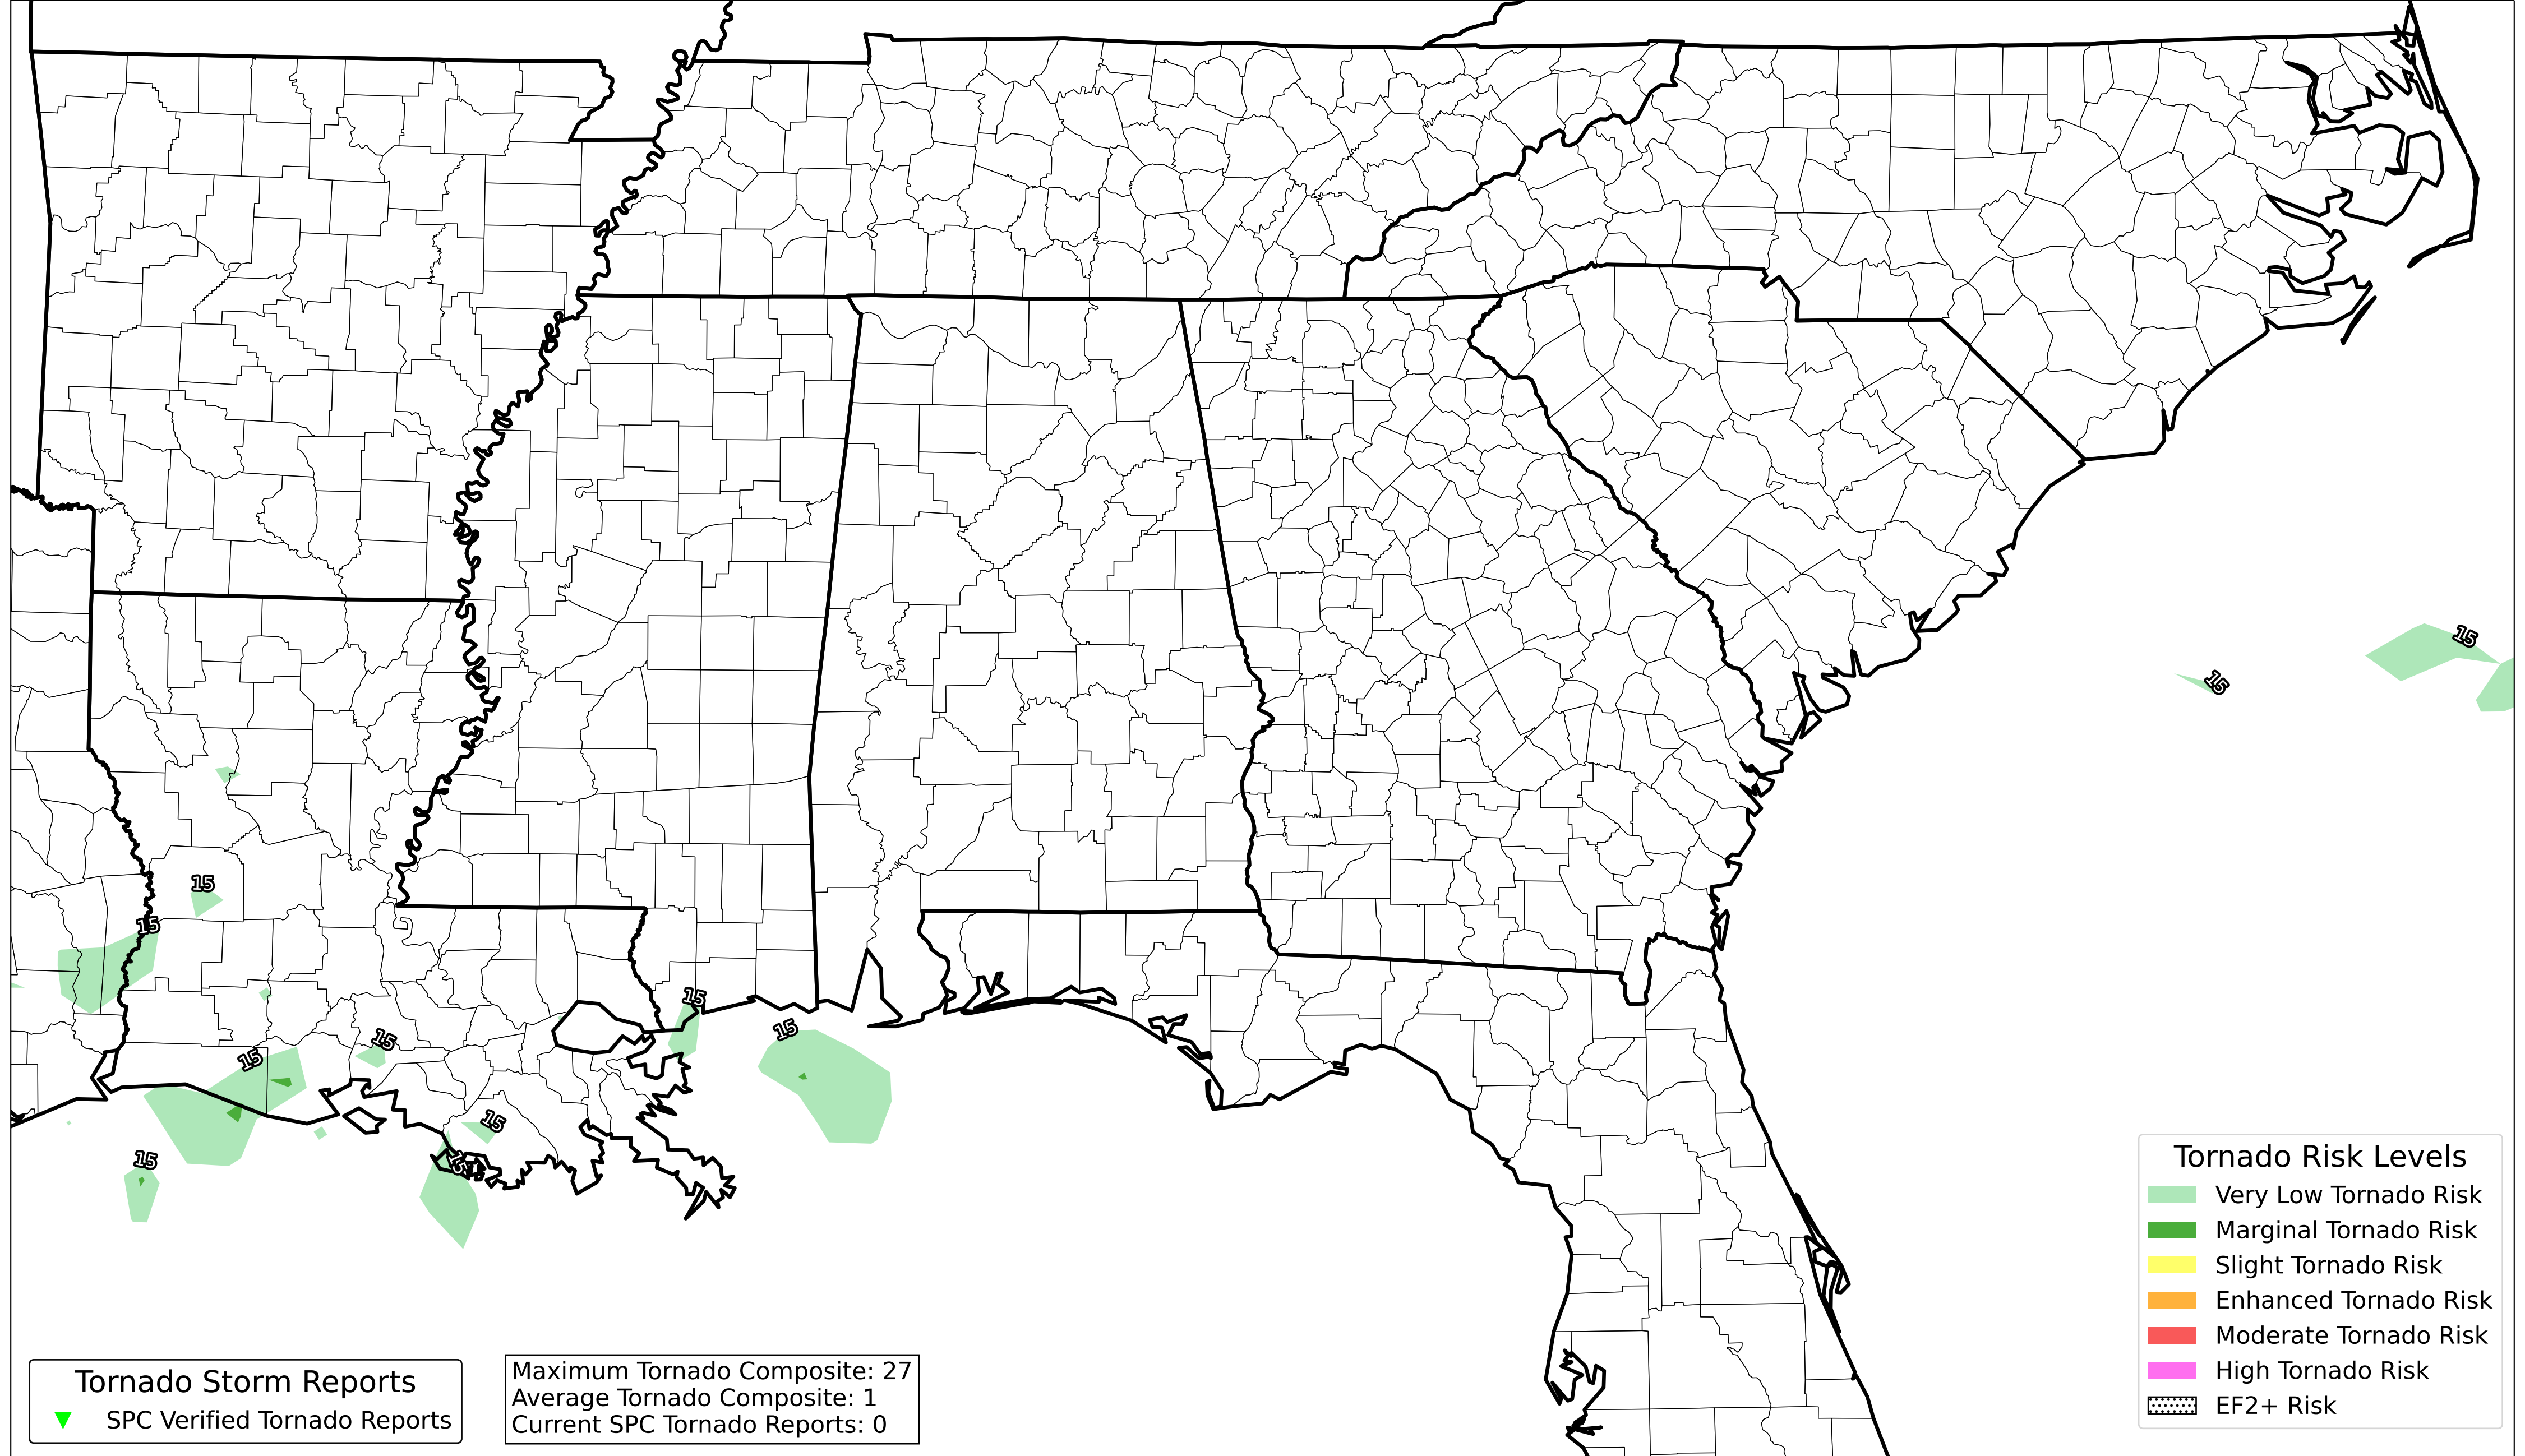 15
15
15
15
15
15
15
15
15
15
15
Tornado Risk Levels
Very Low Tornado Risk
Marginal Tornado Risk
Slight Tornado Risk
Enhanced Tornado Risk
Moderate Tornado Risk
High Tornado Risk
EF2+ Risk
Tornado Storm Reports
SPC Verified Tornado Reports
Maximum Tornado Composite: 27
Average Tornado Composite: 1
Current SPC Tornado Reports: 0